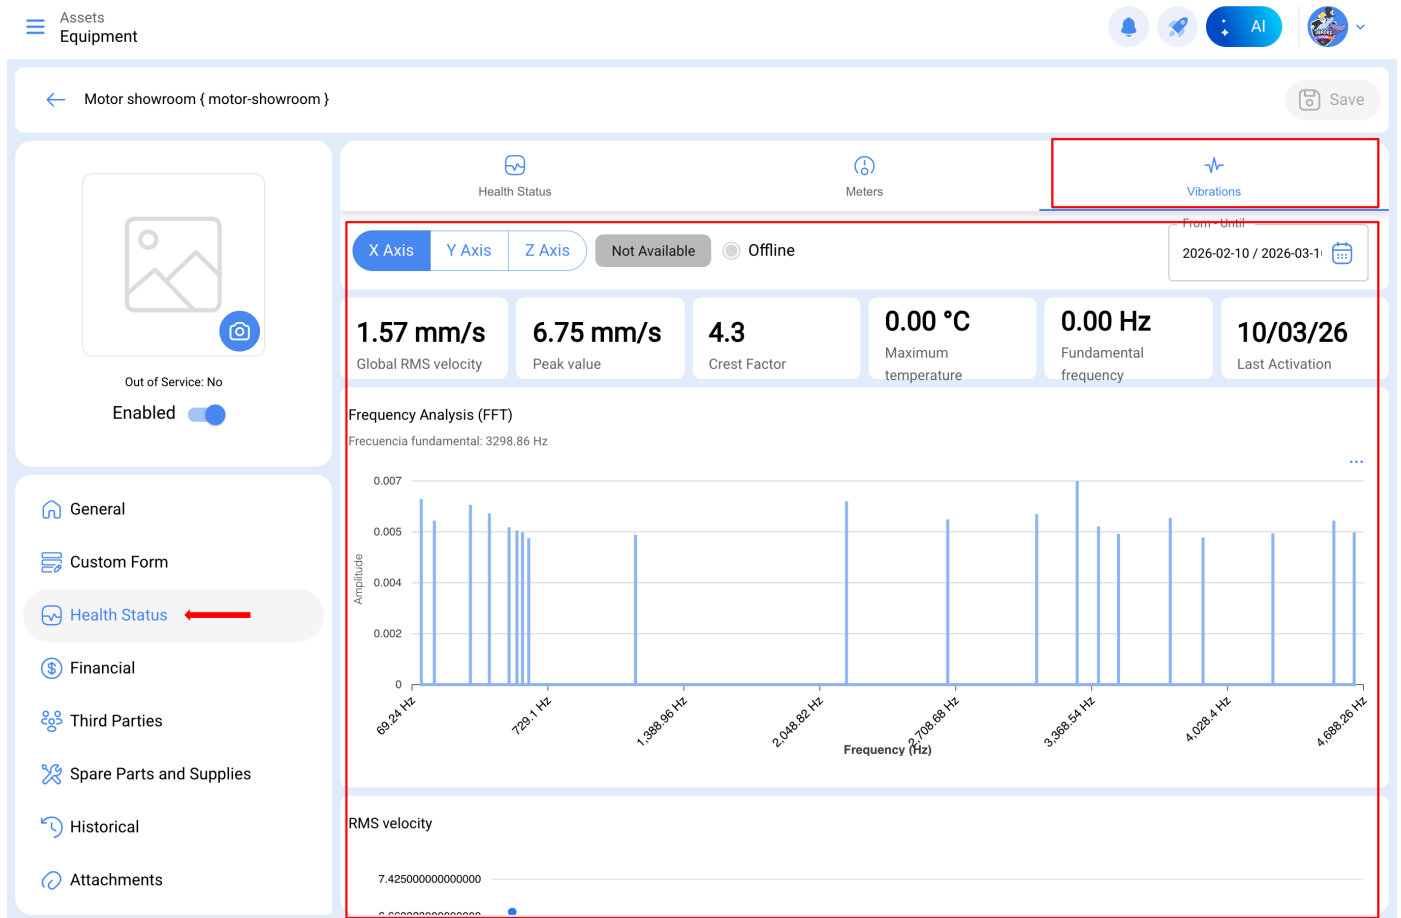 Assets
Equipment
AI
Motor showroom { motor-showroom }
Save
Health Status
Meters
Vibrations
X Axis
Y Axis
Z Axis
Not Available
Offline
From - Until
2026-02-10 / 2026-03-1
1.57 mm/s
Global RMS velocity
6.75 mm/s
Peak value
4.3
Crest Factor
0.00 °C
Maximum
temperature
0.00 Hz
Fundamental
frequency
10/03/26
Last Activation
Out of Service: No
Enabled
General
Custom Form
Health Status
Financial
Third Parties
Spare Parts and Supplies
Historical
Attachments
Frequency Analysis (FFT)
Frecuencia fundamental: 3298.86 Hz
0.007
0.005
0.004
0.002
0
Amplitude
69.24 Hz
729.1 Hz
1,388.96 Hz
2,048.82 Hz
2,708.68 Hz
3,368.54 Hz
4,028.4 Hz
4,688.26 Hz
Frequency (Hz)
RMS velocity
7.425000000000000